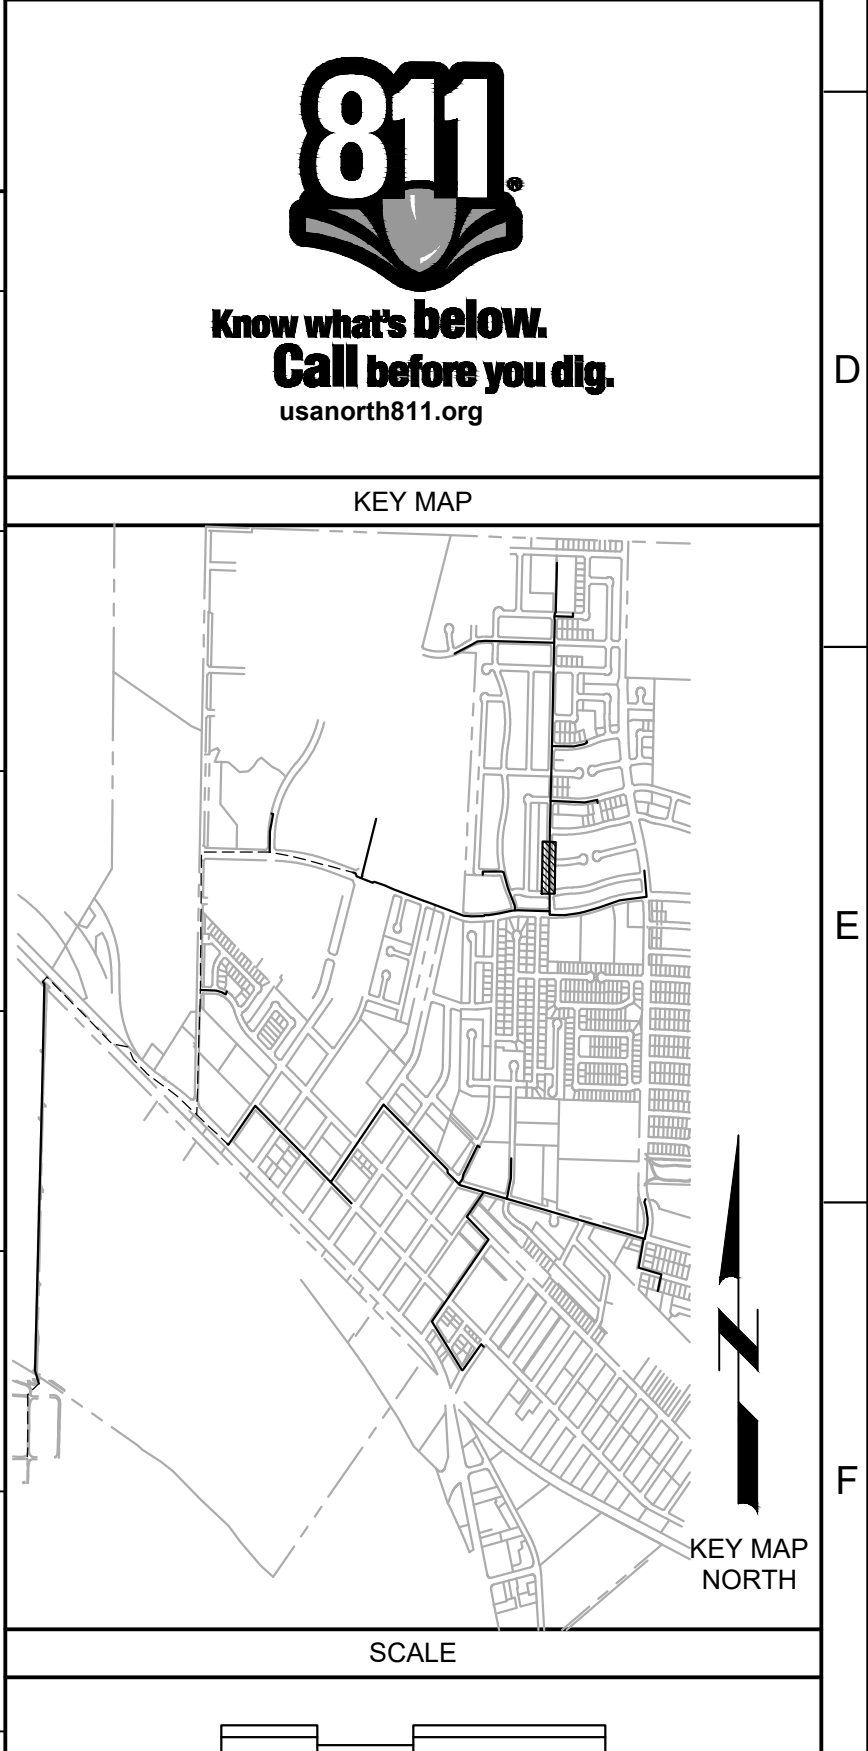 811®
Know what's below.
Call before you dig.
usanorth811.org
D
KEY MAP
E
F
KEY MAP
NORTH
SCALE